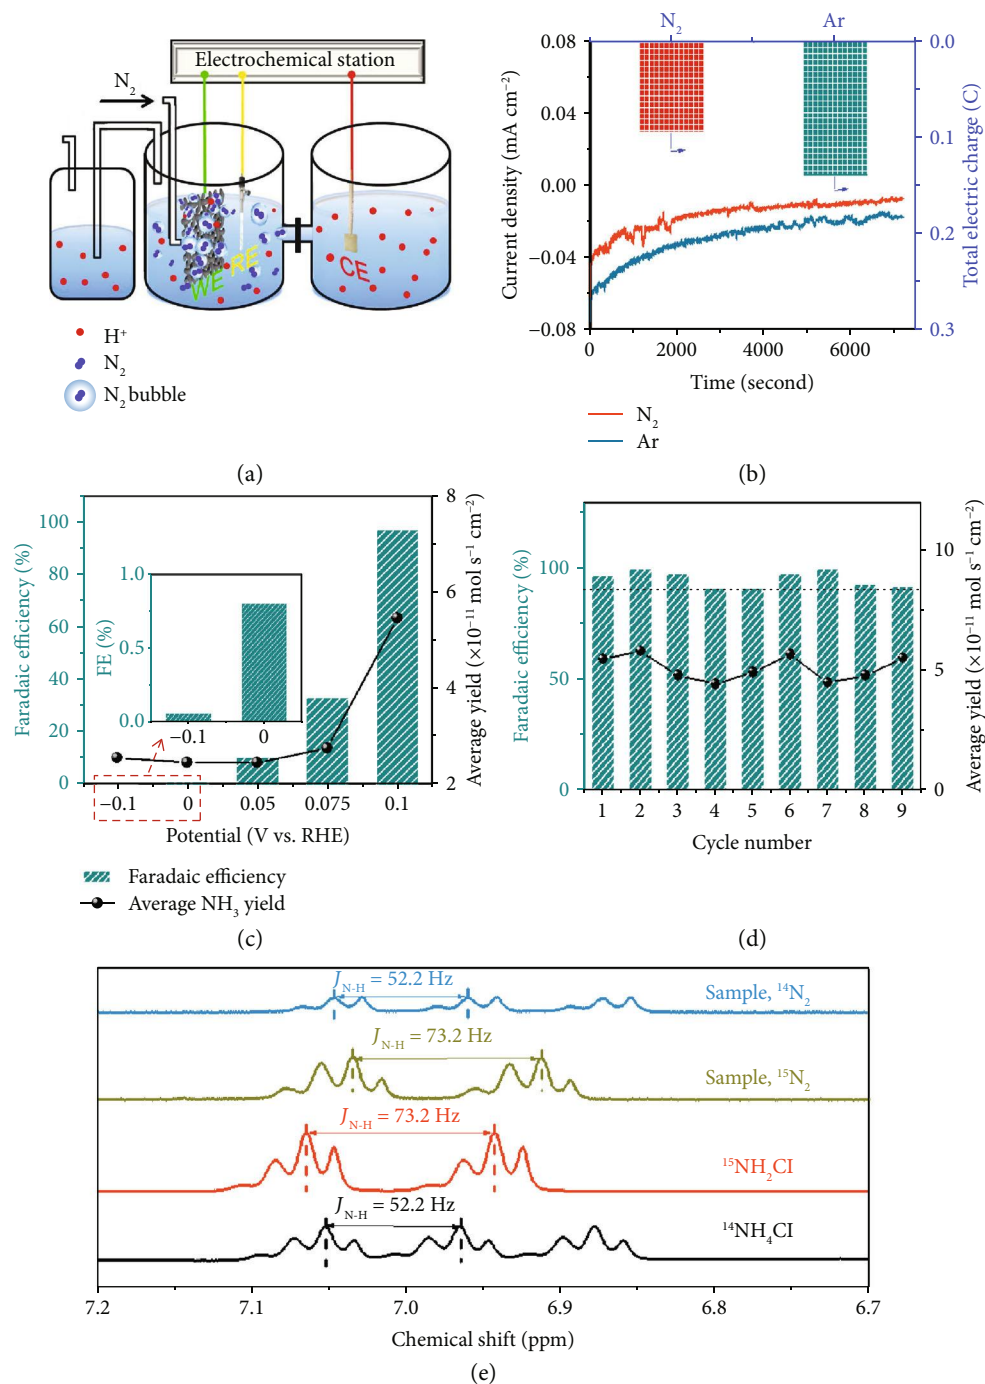 Electrochemical station
N2
WE
RE
CE
H+
N2
N2 bubble
(a)
N2
Ar
0.08
0.04
0.00
−0.04
−0.08
Current density (mA cm−2)
0.0
0.1
0.2
0.3
Total electric charge (C)
0
2000
4000
6000
Time (second)
N2
Ar
(b)
100
80
60
40
20
0
Faradaic efficiency (%)
1.0
0.5
0.0
FE (%)
−0.1
0
8
6
4
2
Average yield (×10−11 mol s−1 cm−2)
−0.1
0
0.05
0.075
0.1
Potential (V vs. RHE)
Faradaic efficiency
Average NH3 yield
(c)
100
50
0
Faradaic efficiency (%)
10
5
0
Average yield (×10−11 mol s−1 cm−2)
1 2 3 4 5 6 7 8 9
Cycle number
(d)
JN-H = 52.2 Hz
Sample, 14N2
JN-H = 73.2 Hz
Sample, 15N2
JN-H = 73.2 Hz
15NH2CI
JN-H = 52.2 Hz
14NH4CI
7.2 7.1 7.0 6.9 6.8 6.7
Chemical shift (ppm)
(e)